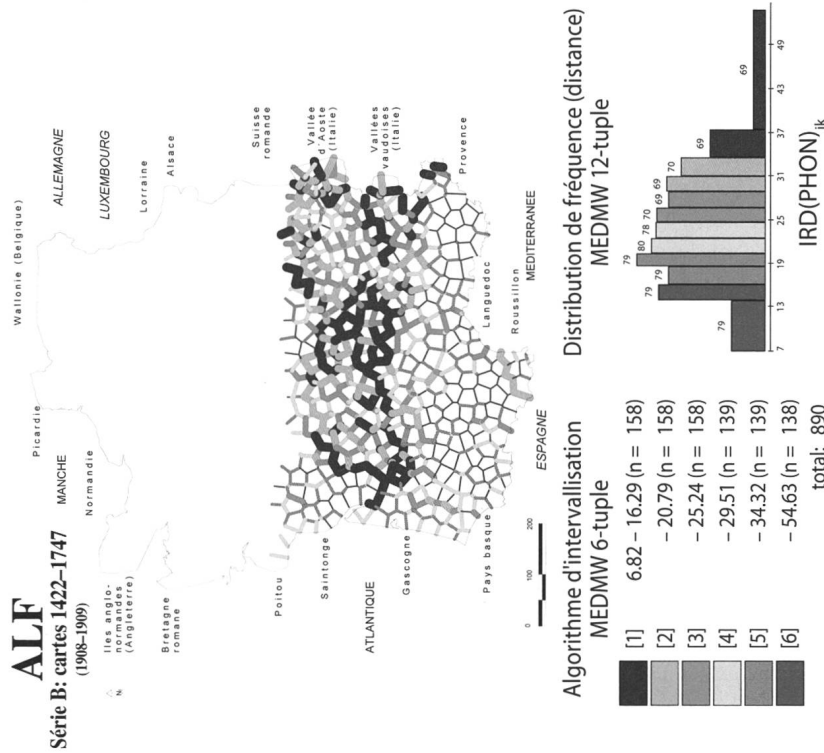 ALF
Série B: cartes 1422–1747
(1908–1909)
N
Iles anglo-
normandes
(Angleterre)
Bretagne
romane
Picardie
MANCHE
Normandie
Wallonie (Belgique)
ALLEMAGNE
LUXEMBOURG
Lorraine
Alsace
Suisse
romande
Vallée
d'Aoste
(Italie)
Vallées
vaudoises
(Italie)
Provence
MEDITERRANEE
Languedoc
Roussillon
ESPAGNE
Poitou
Saintonge
ATLANTIQUE
Gascogne
Pays basque
0 100 200
Algorithme d'intervallisation
MEDMW 6-tuple
[1] 6.82 – 16.29 (n = 158)
[2] – 20.79 (n = 158)
[3] – 25.24 (n = 158)
[4] – 29.51 (n = 139)
[5] – 34.32 (n = 139)
[6] – 54.63 (n = 138)
total: 890
Distribution de fréquence (distance)
MEDMW 12-tuple
79 79 79 79 80 78 70 69 69 70 69 69
7 13 19 25 31 37 43 49
IRD(PHON)jk